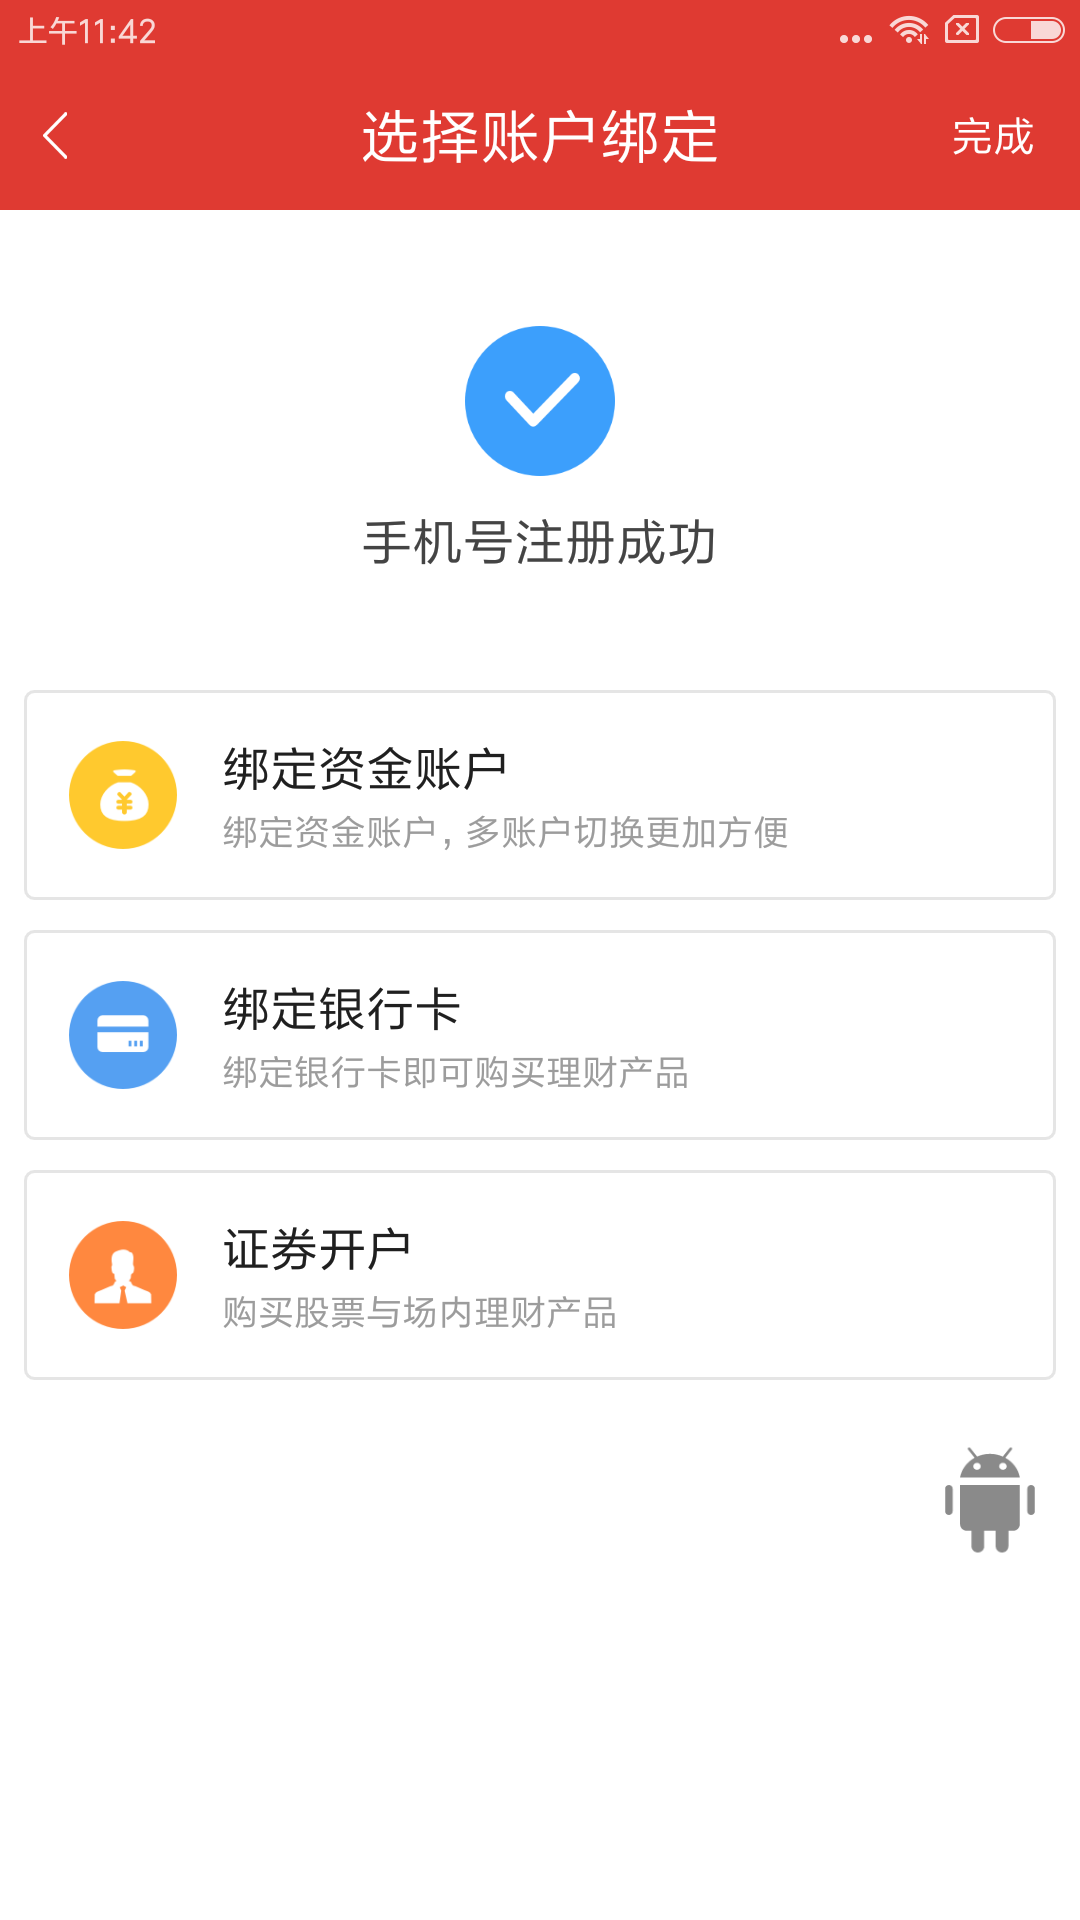 上午11:42
选择账户绑定
完成
手机号注册成功
绑定资金账户
绑定资金账户，多账户切换更加方便
绑定银行卡
绑定银行卡即可购买理财产品
证券开户
购买股票与场内理财产品